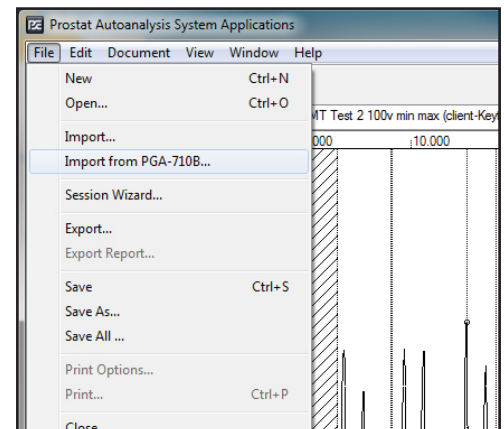 Prostat Autoanalysis System Applications
File Edit Document View Window Help
New Ctrl+N
Open... Ctrl+O
MT Test 2 100v min max (client-Key
Import...
000 10.000
Import from PGA-710B...
Session Wizard...
Export...
Export Report...
Save Ctrl+S
Save As...
Save All ...
Print Options...
Print... Ctrl+P
Close